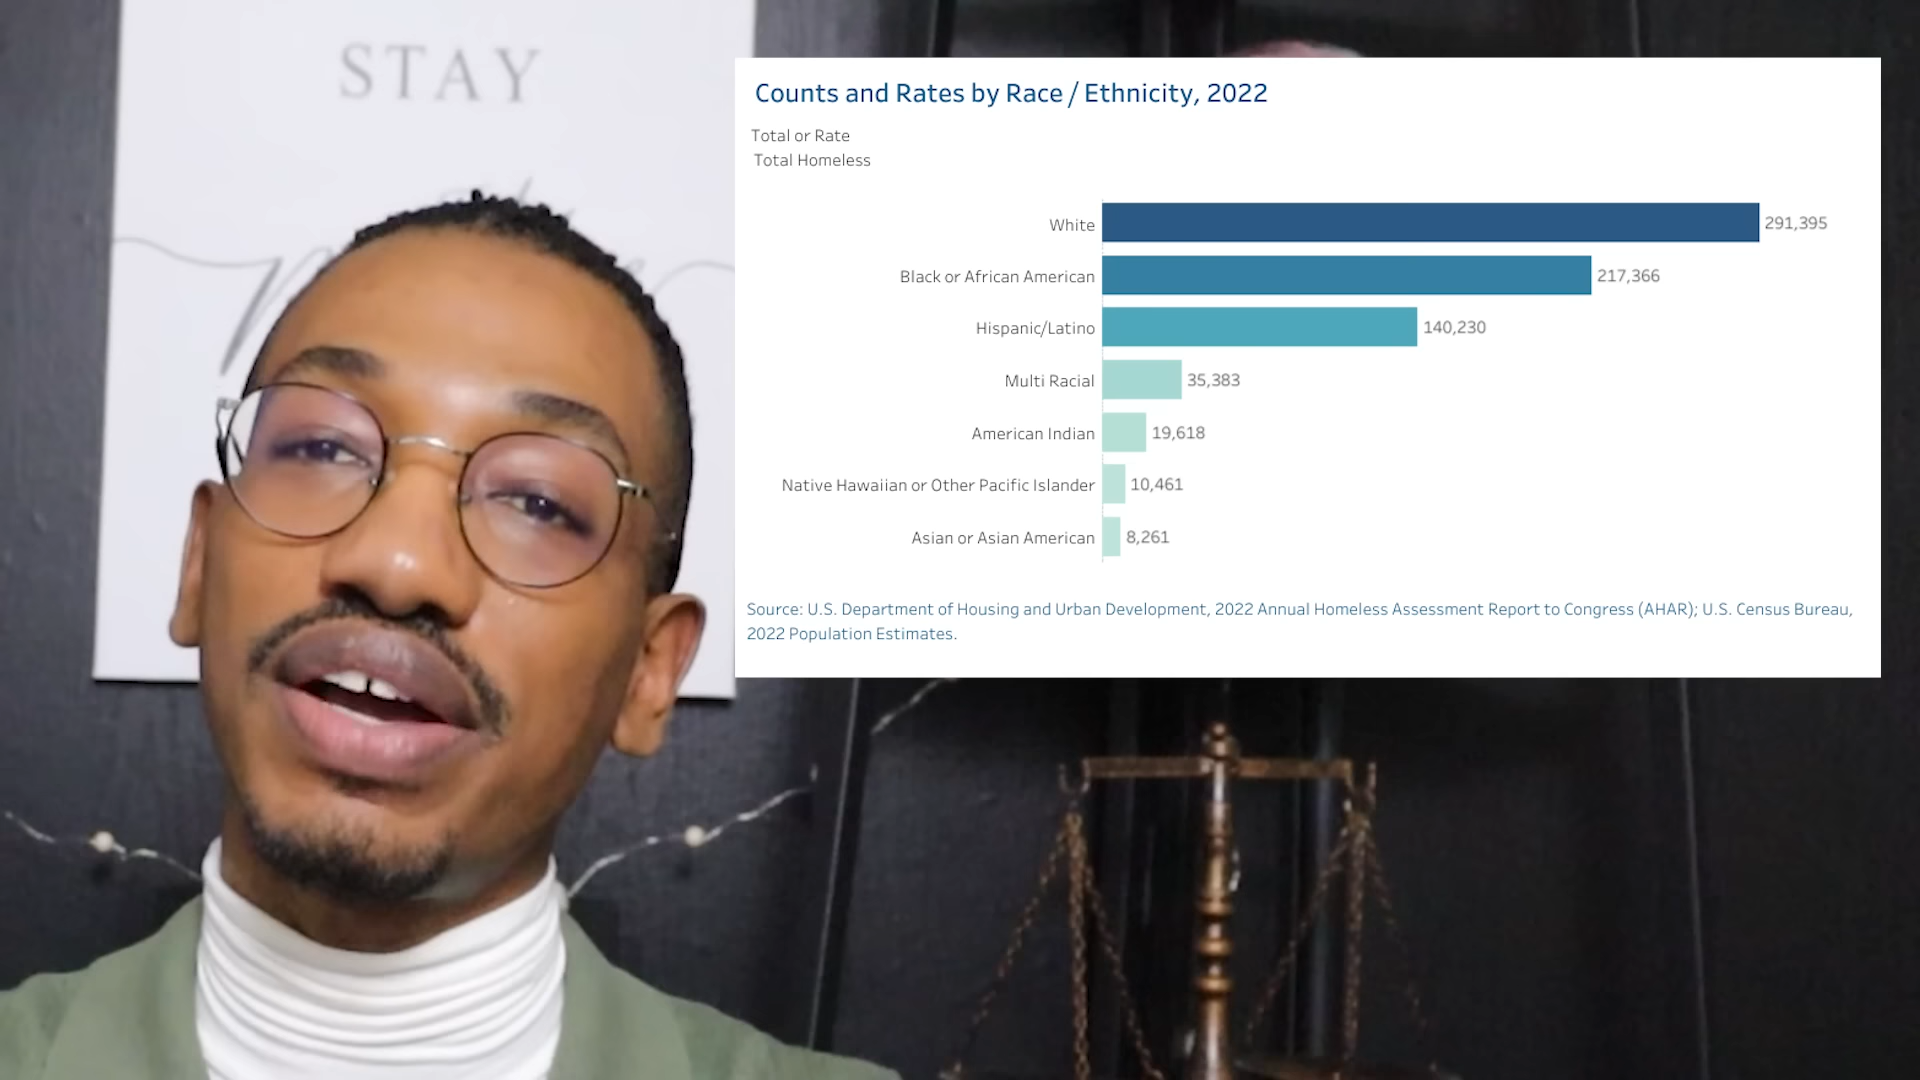 STAY
Counts and Rates by Race / Ethnicity, 2022
Total or Rate
Total Homeless
White 291,395
Black or African American 217,366
Hispanic/Latino 140,230
Multi Racial 35,383
American Indian 19,618
Native Hawaiian or Other Pacific Islander 10,461
Asian or Asian American 8,261
Source: U.S. Department of Housing and Urban Development, 2022 Annual Homeless Assessment Report to Congress (AHAR); U.S. Census Bureau,
2022 Population Estimates.